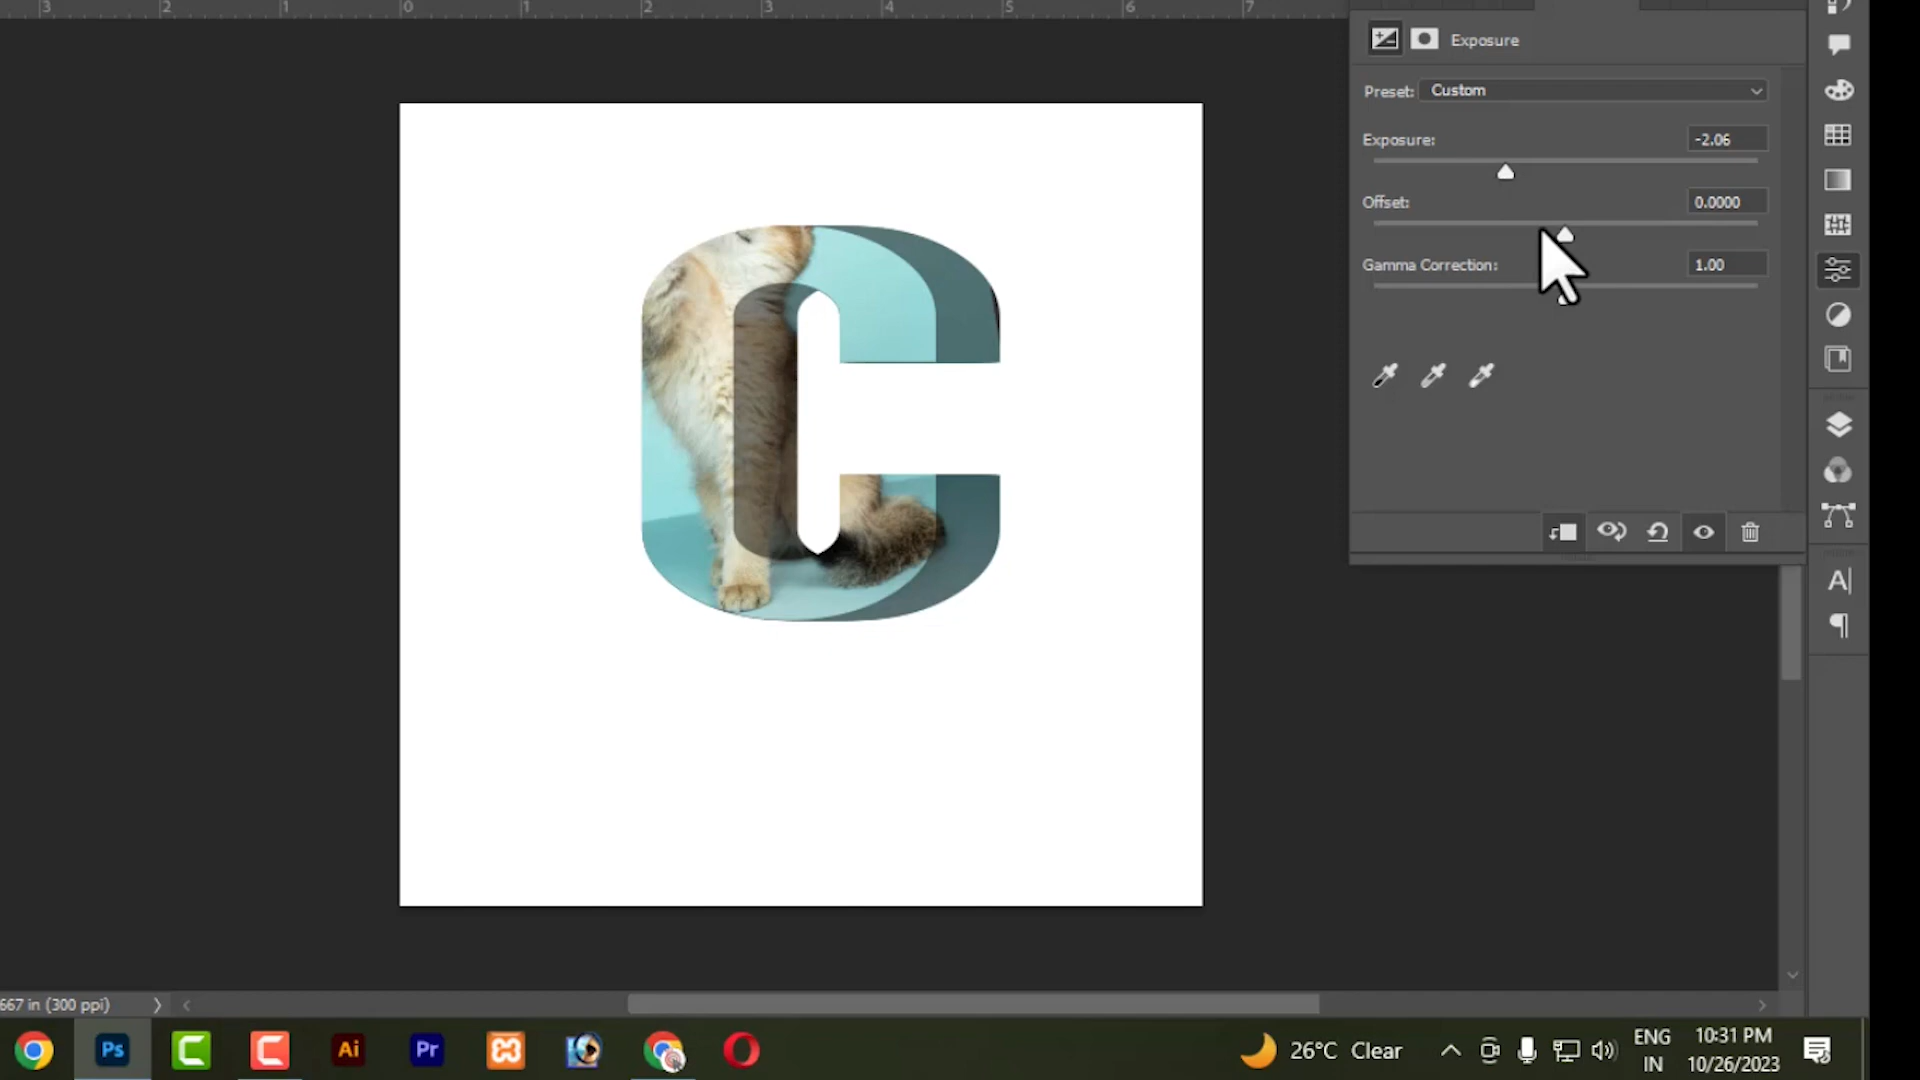 3 2 1 0 1 2 3 4 5 6 7
Exposure
Preset: Custom
Exposure: -2.06
Offset: 0.0000
Gamma Correction: 1.00
C
A|
667 in (300 ppi)
Ps
Ai
Pr
26°C Clear
ENG
IN
10:31 PM
10/26/2023